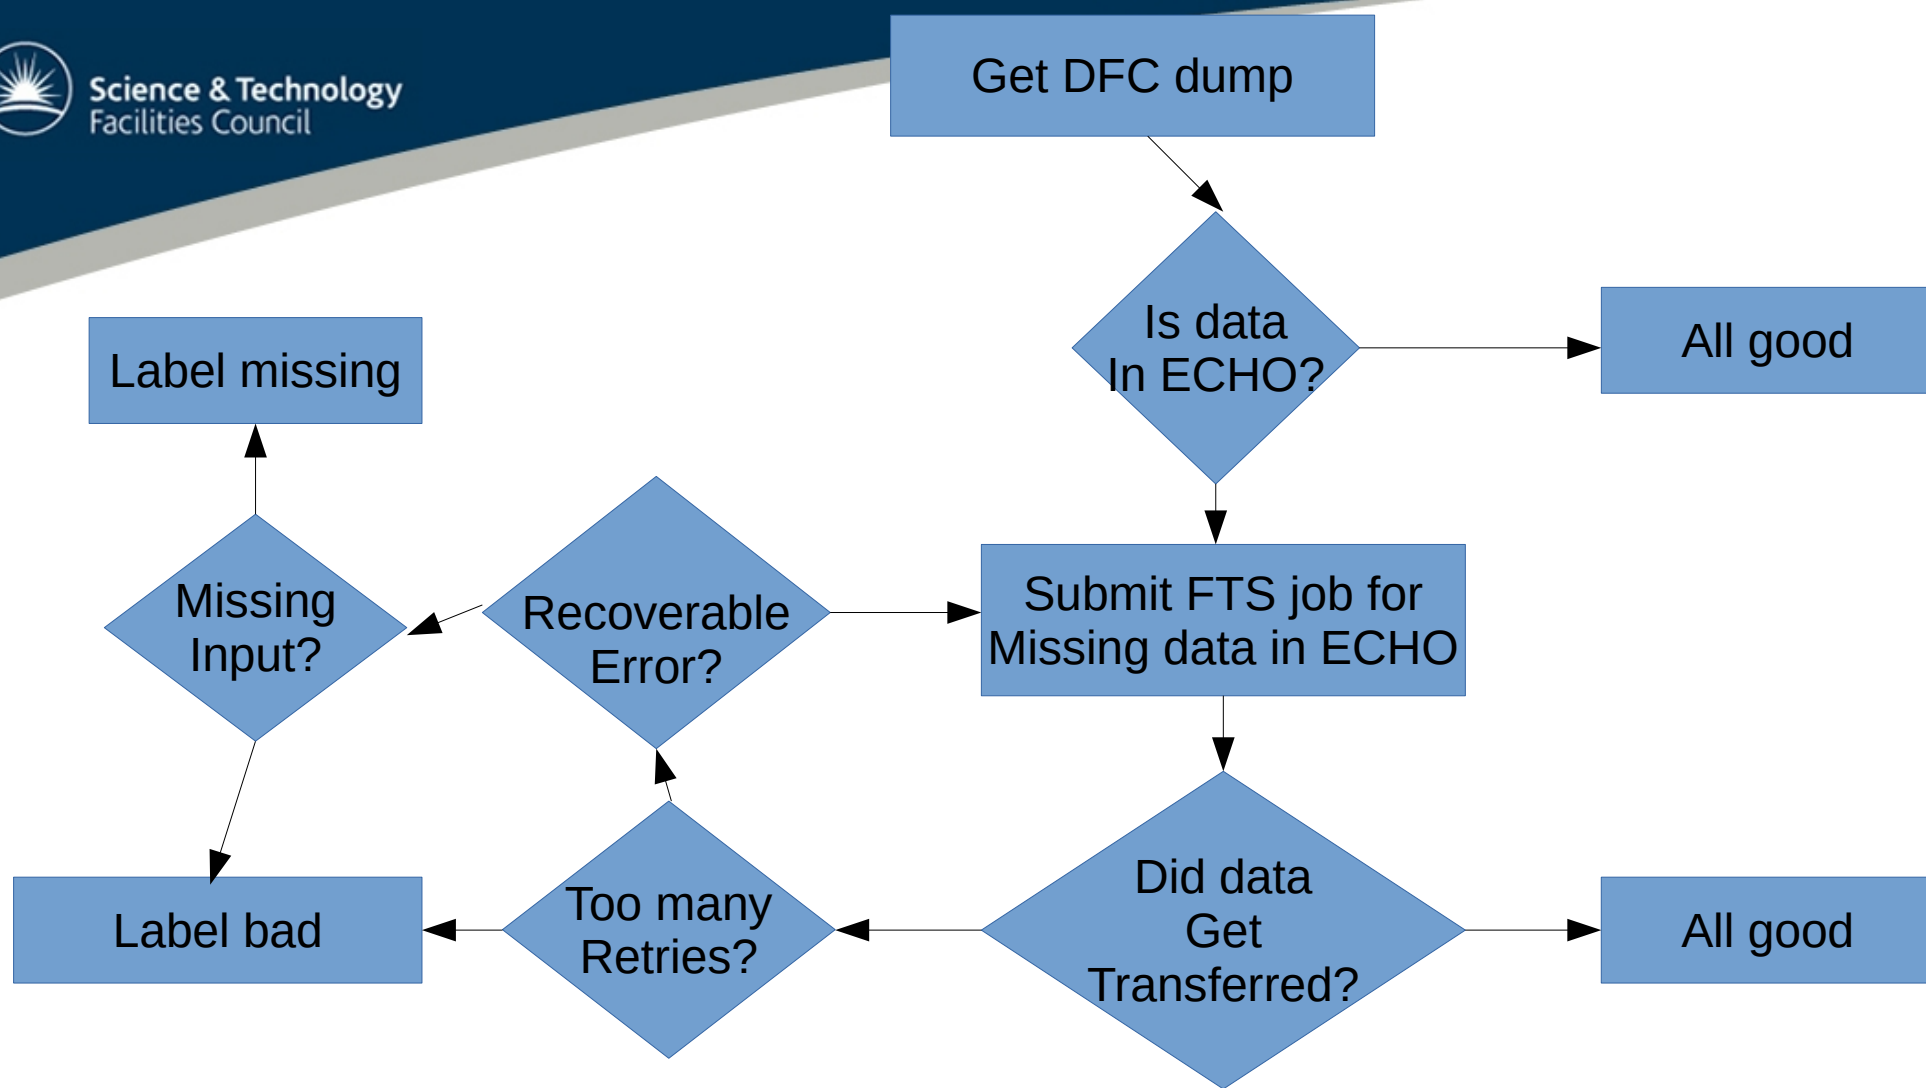 Science & Technology
Facilities Council
Get DFC dump
Is data
In ECHO?
All good
Label missing
Missing
Input?
Recoverable
Error?
Submit FTS job for
Missing data in ECHO
Label bad
Too many
Retries?
Did data
Get
Transferred?
All good